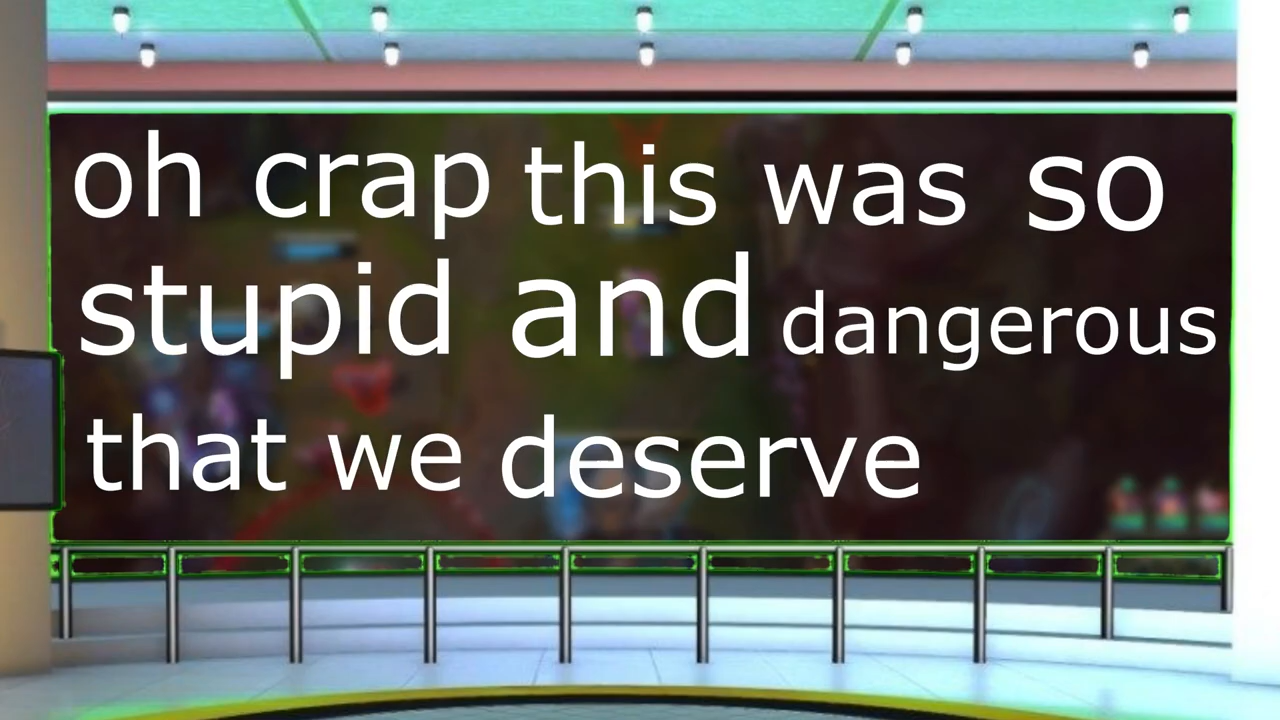 oh crap this was so
stupid and dangerous
that we deserve